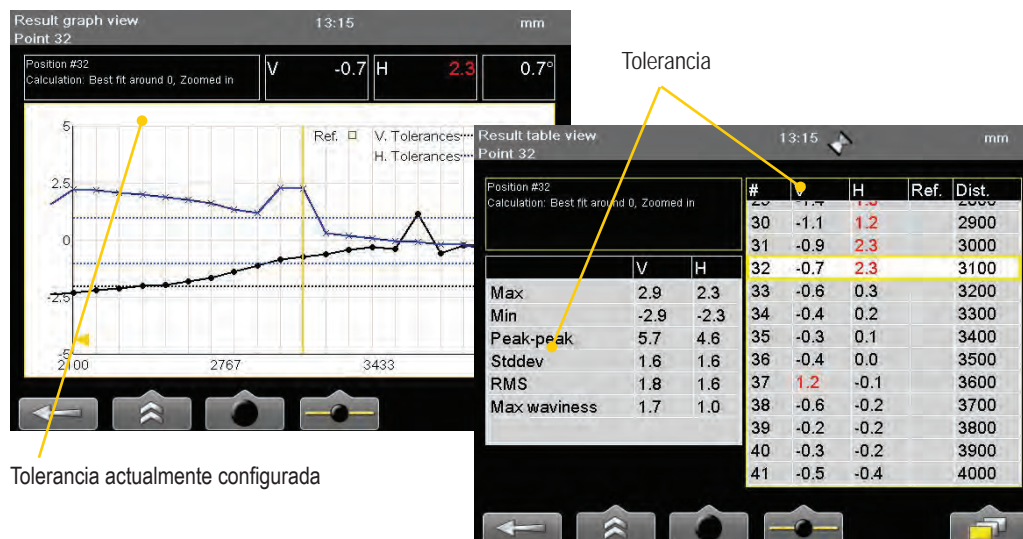 Result graph view 13:15 mm
Point 32
Position #32
Calculation: Best fit around 0, Zoomed in
V -0.7 H 2.3 0.7°
Ref. V. Tolerances
H. Tolerances
5
2.5
0
-2.5
-5
2100 2767 3433
Tolerancia actualmente configurada
Tolerancia
Result table view 13:15 mm
Point 32
Position #32
Calculation: Best fit around 0, Zoomed in
V H
Max 2.9 2.3
Min -2.9 -2.3
Peak-peak 5.7 4.6
Stddev 1.6 1.6
RMS 1.8 1.6
Max waviness 1.7 1.0
# V H Ref. Dist.
30 -1.1 1.2 2900
31 -0.9 2.3 3000
32 -0.7 2.3 3100
33 -0.6 0.3 3200
34 -0.4 0.2 3300
35 -0.3 0.1 3400
36 -0.4 0.0 3500
37 1.2 -0.1 3600
38 -0.6 -0.2 3700
39 -0.2 -0.2 3800
40 -0.3 -0.2 3900
41 -0.5 -0.4 4000